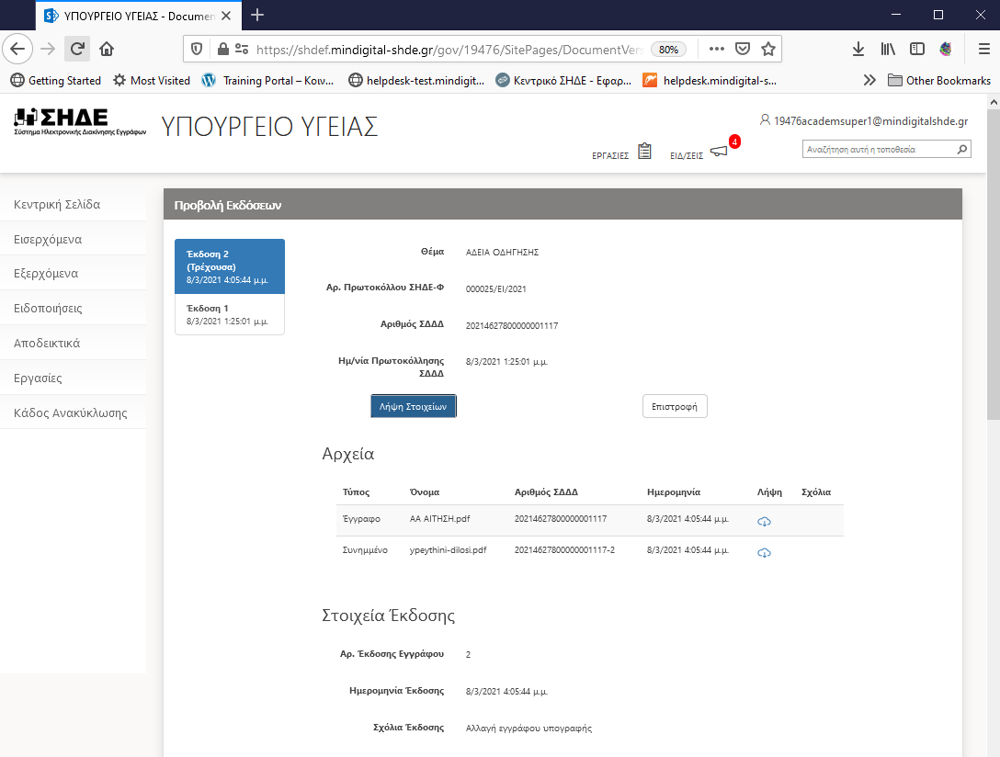 ΥΠΟΥΡΓΕΙΟ ΥΓΕΙΑΣ - Documen
https://shdef.mindigital-shde.gr/gov/19476/SitePages/DocumentVers
80%
Getting Started
Most Visited
Training Portal – Κοιν...
helpdesk-test.mindigit...
Κεντρικό ΣΗΔΕ - Εφαρ...
helpdesk.mindigital-s...
Other Bookmarks
ΣΗΔΕ
Σύστημα Ηλεκτρονικής Διακίνησης Εγγράφων
ΥΠΟΥΡΓΕΙΟ ΥΓΕΙΑΣ
19476academsuper1@mindigitalshde.gr
ΕΡΓΑΣΙΕΣ
ΕΙΔ/ΣΕΙΣ
4
Αναζήτηση αυτή η τοποθεσία
Κεντρική Σελίδα
Εισερχόμενα
Εξερχόμενα
Ειδοποιήσεις
Αποδεικτικά
Εργασίες
Κάδος Ανακύκλωσης
Προβολή Εκδόσεων
Έκδοση 2
(Τρέχουσα)
8/3/2021 4:05:44 μ.μ.
Έκδοση 1
8/3/2021 1:25:01 μ.μ.
Θέμα ΑΔΕΙΑ ΟΔΗΓΗΣΗΣ
Αρ. Πρωτοκόλλου ΣΗΔΕ-Φ 000025/ΕΙ/2021
Αριθμός ΣΔΔΔ 20214627800000001117
Ημ/νία Πρωτοκόλλησης 8/3/2021 1:25:01 μ.μ.
ΣΔΔΔ
Λήψη Στοιχείων Επιστροφή
Αρχεία
Τύπος Όνομα Αριθμός ΣΔΔΔ Ημερομηνία Λήψη Σχόλια
Έγγραφο ΑΑ ΑΙΤΗΣΗ.pdf 20214627800000001117 8/3/2021 4:05:44 μ.μ.
Συνημμένο ypeythini-dilosi.pdf 20214627800000001117-2 8/3/2021 4:05:44 μ.μ.
Στοιχεία Έκδοσης
Αρ. Έκδοσης Εγγράφου 2
Ημερομηνία Έκδοσης 8/3/2021 4:05:44 μ.μ.
Σχόλια Έκδοσης Αλλαγή εγγράφου υπογραφής